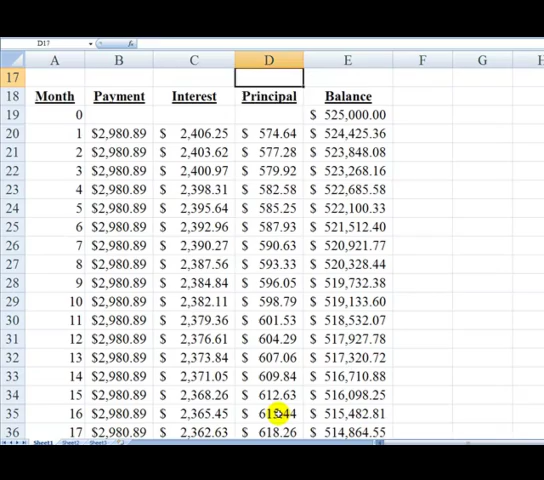 D17 fx
A B C D E F G H
17
18 Month Payment Interest Principal Balance
19 0 $ 525,000.00
20 1 $2,980.89 $ 2,406.25 $ 574.64 $ 524,425.36
21 2 $2,980.89 $ 2,403.62 $ 577.28 $ 523,848.08
22 3 $2,980.89 $ 2,400.97 $ 579.92 $ 523,268.16
23 4 $2,980.89 $ 2,398.31 $ 582.58 $ 522,685.58
24 5 $2,980.89 $ 2,395.64 $ 585.25 $ 522,100.33
25 6 $2,980.89 $ 2,392.96 $ 587.93 $ 521,512.40
26 7 $2,980.89 $ 2,390.27 $ 590.63 $ 520,921.77
27 8 $2,980.89 $ 2,387.56 $ 593.33 $ 520,328.44
28 9 $2,980.89 $ 2,384.84 $ 596.05 $ 519,732.38
29 10 $2,980.89 $ 2,382.11 $ 598.79 $ 519,133.60
30 11 $2,980.89 $ 2,379.36 $ 601.53 $ 518,532.07
31 12 $2,980.89 $ 2,376.61 $ 604.29 $ 517,927.78
32 13 $2,980.89 $ 2,373.84 $ 607.06 $ 517,320.72
33 14 $2,980.89 $ 2,371.05 $ 609.84 $ 516,710.88
34 15 $2,980.89 $ 2,368.26 $ 612.63 $ 516,098.25
35 16 $2,980.89 $ 2,365.45 $ 615.44 $ 515,482.81
36 17 $2,980.89 $ 2,362.63 $ 618.26 $ 514,864.55
Sheet1 Sheet2 Sheet3